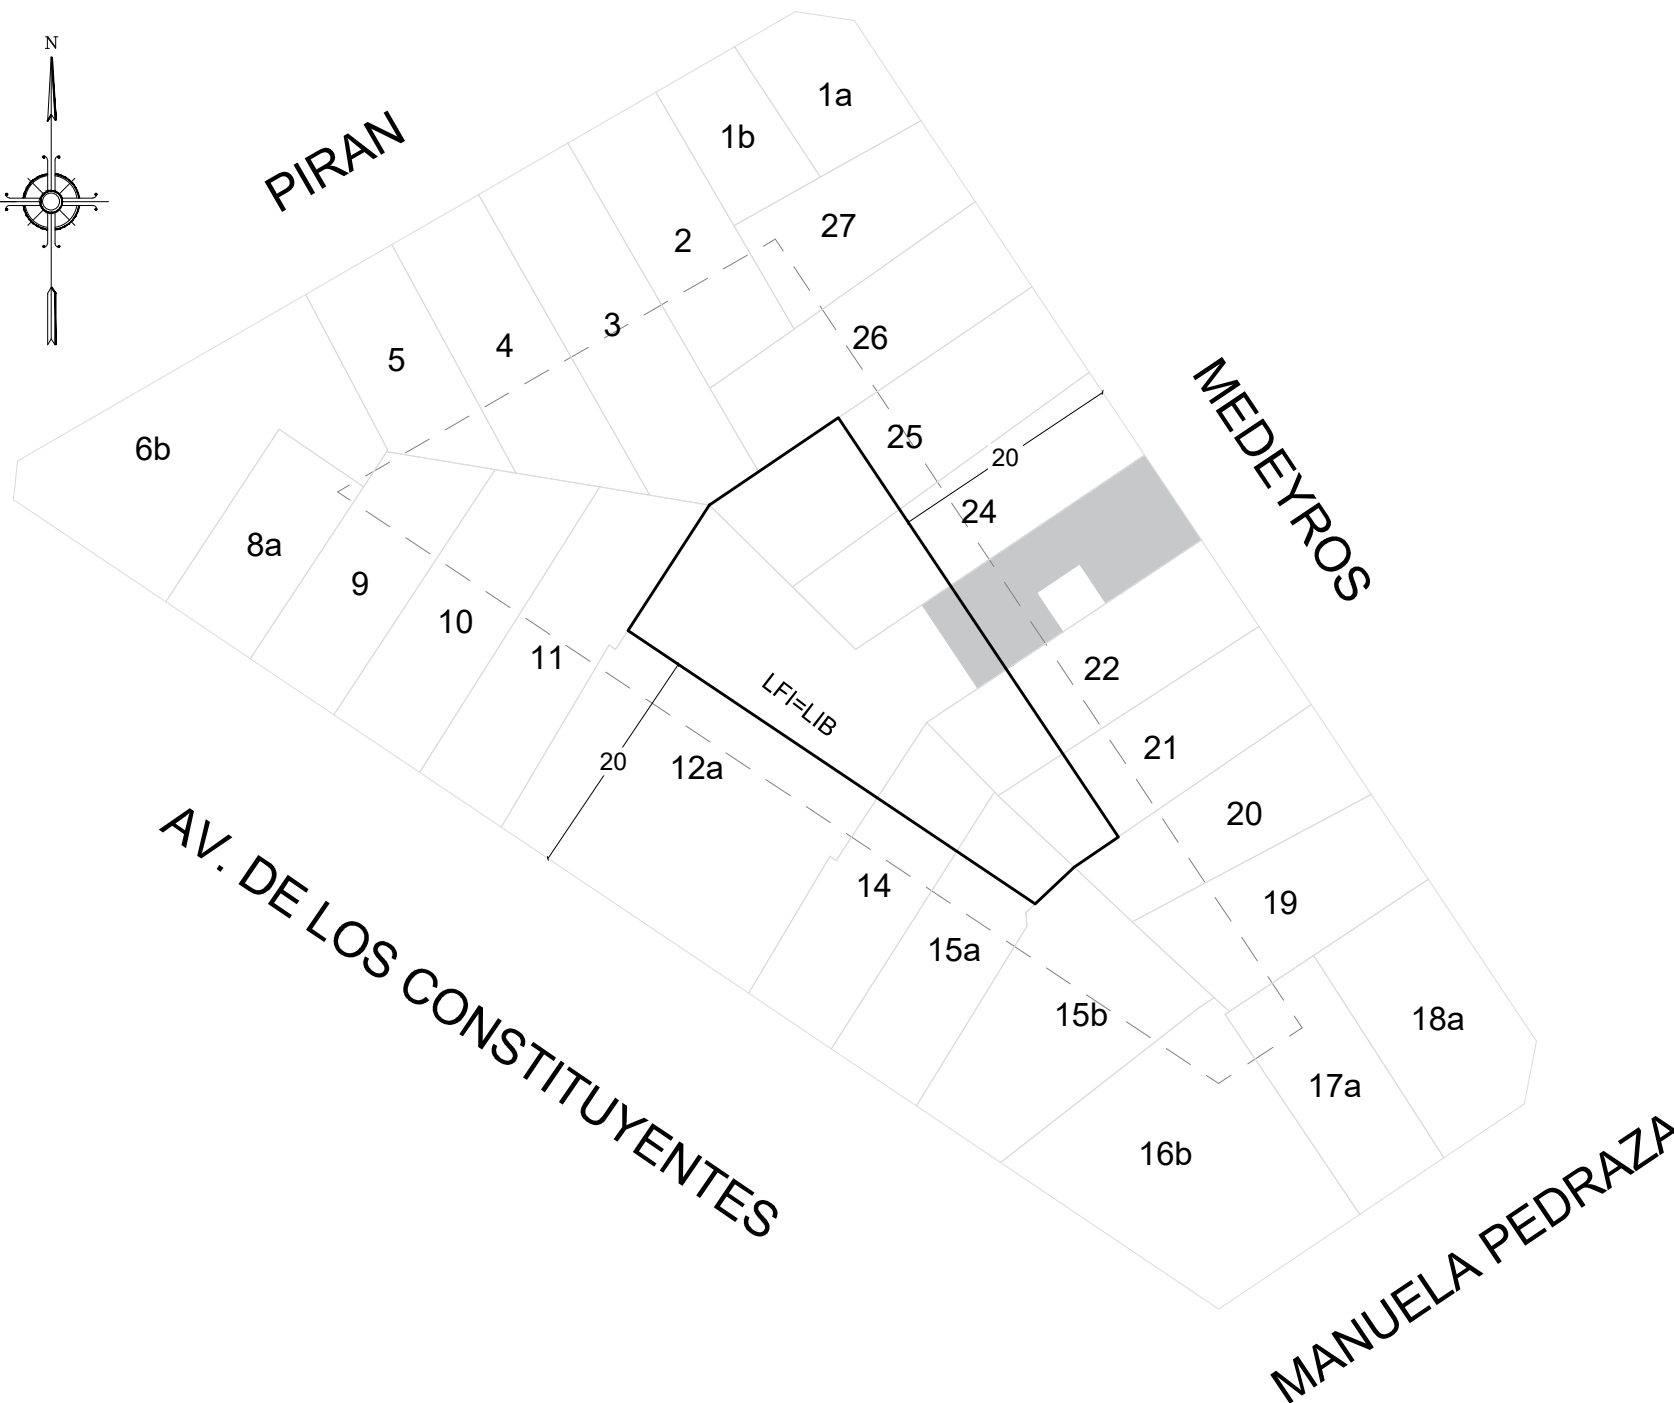 N
PIRAN
1a
1b
27
2
3
26
4
5
MEDEYROS
25
6b
20
24
8a
9
10
11
22
LFI=LIB
21
20
12a
20
AV. DE LOS CONSTITUYENTES
14
19
15a
15b
18a
17a
16b
MANUELA PEDRAZA